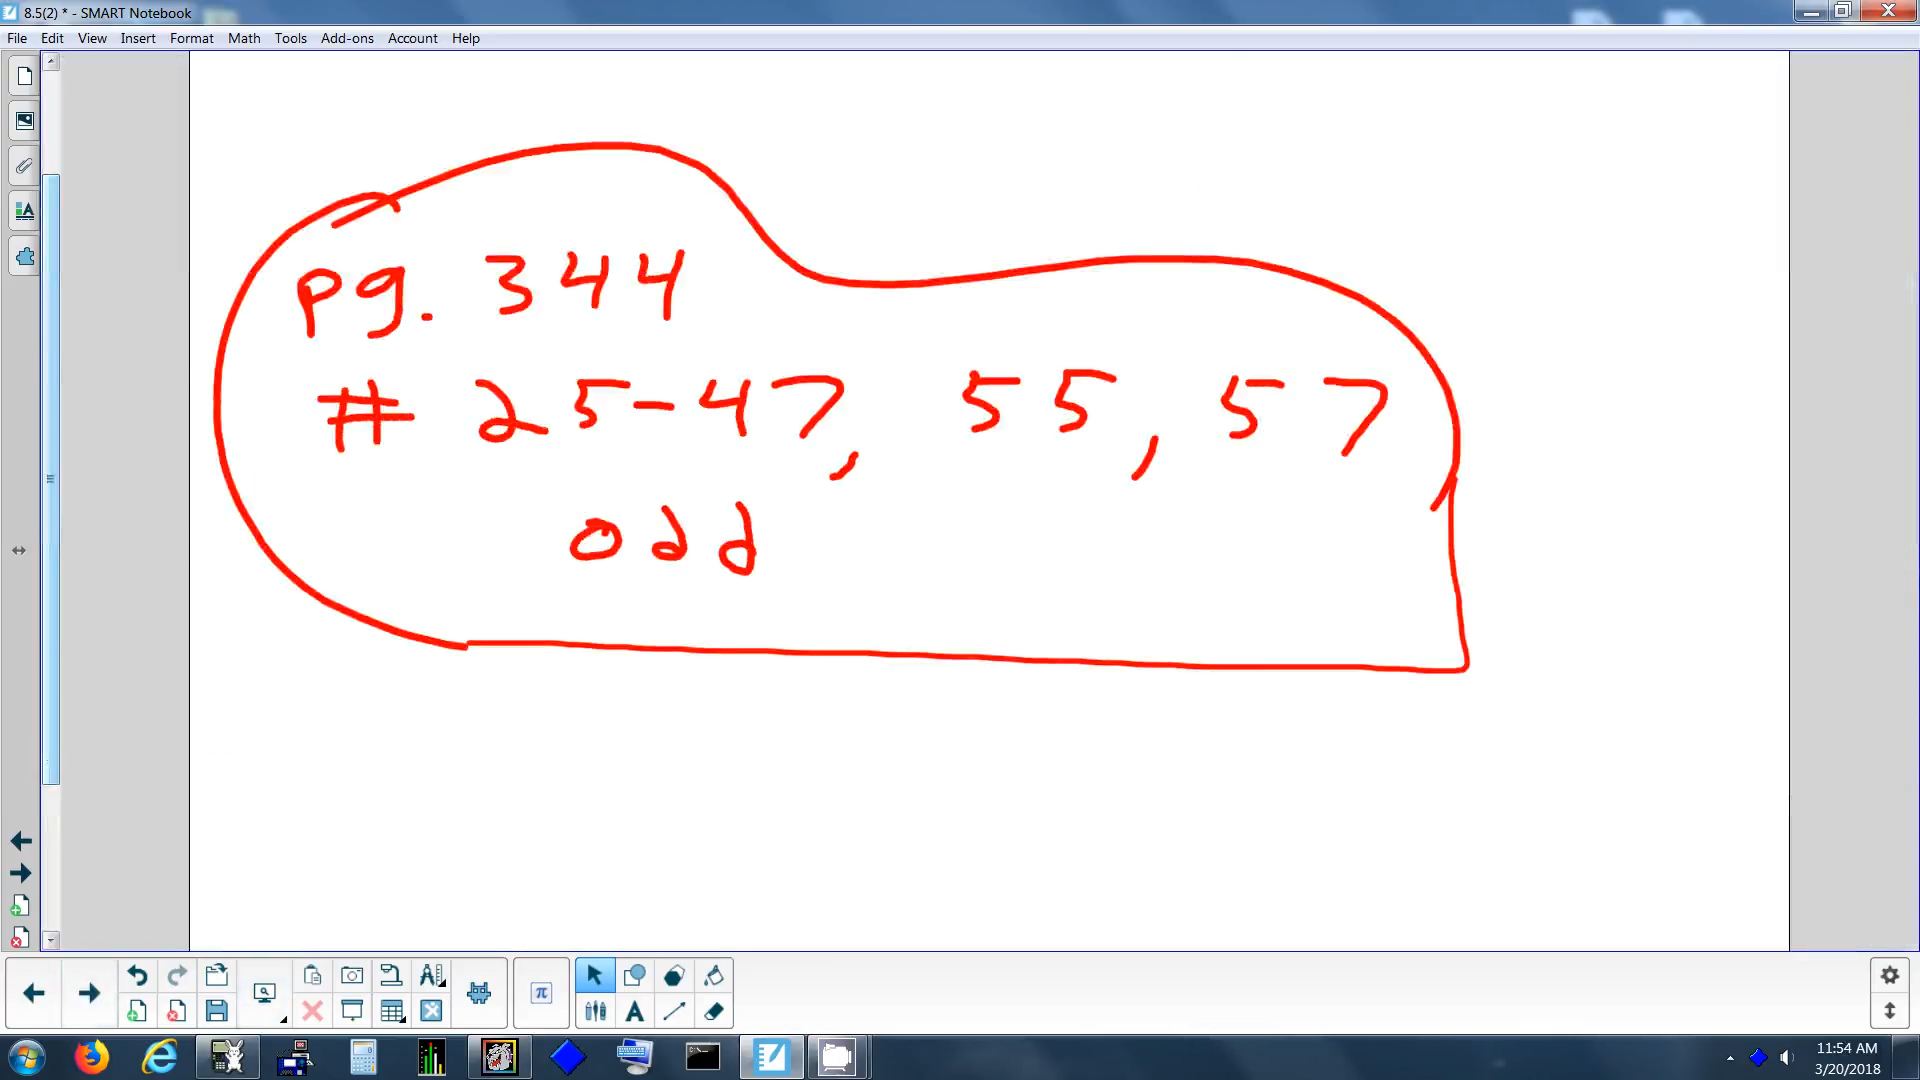 8.5(2) * - SMART Notebook
File Edit View Insert Format Math Tools Add-ons Account Help
pg. 344
# 25-47, 55, 57
odd
11:54 AM
3/20/2018